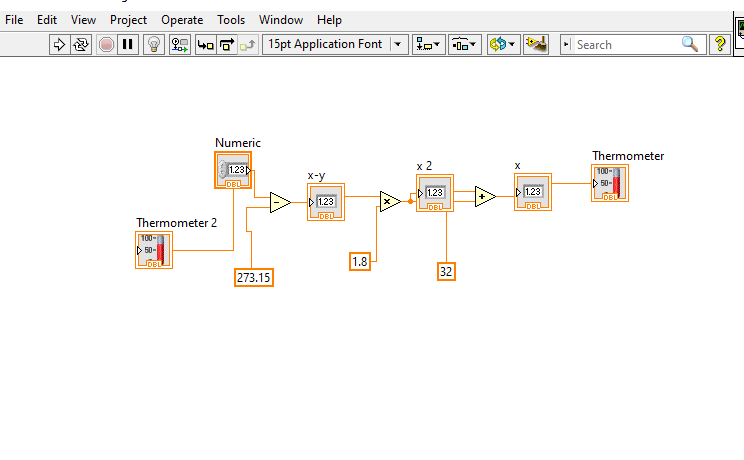 File Edit View Project Operate Tools Window Help
15pt Application Font Search ?
Numeric
1.23
DBL
x-y
1.23
DBL
x 2
1.23
DBL
x
1.23
DBL
Thermometer
100-
50-
DBL
Thermometer 2
100-
50-
DBL
-
×
+
273.15
1.8
32